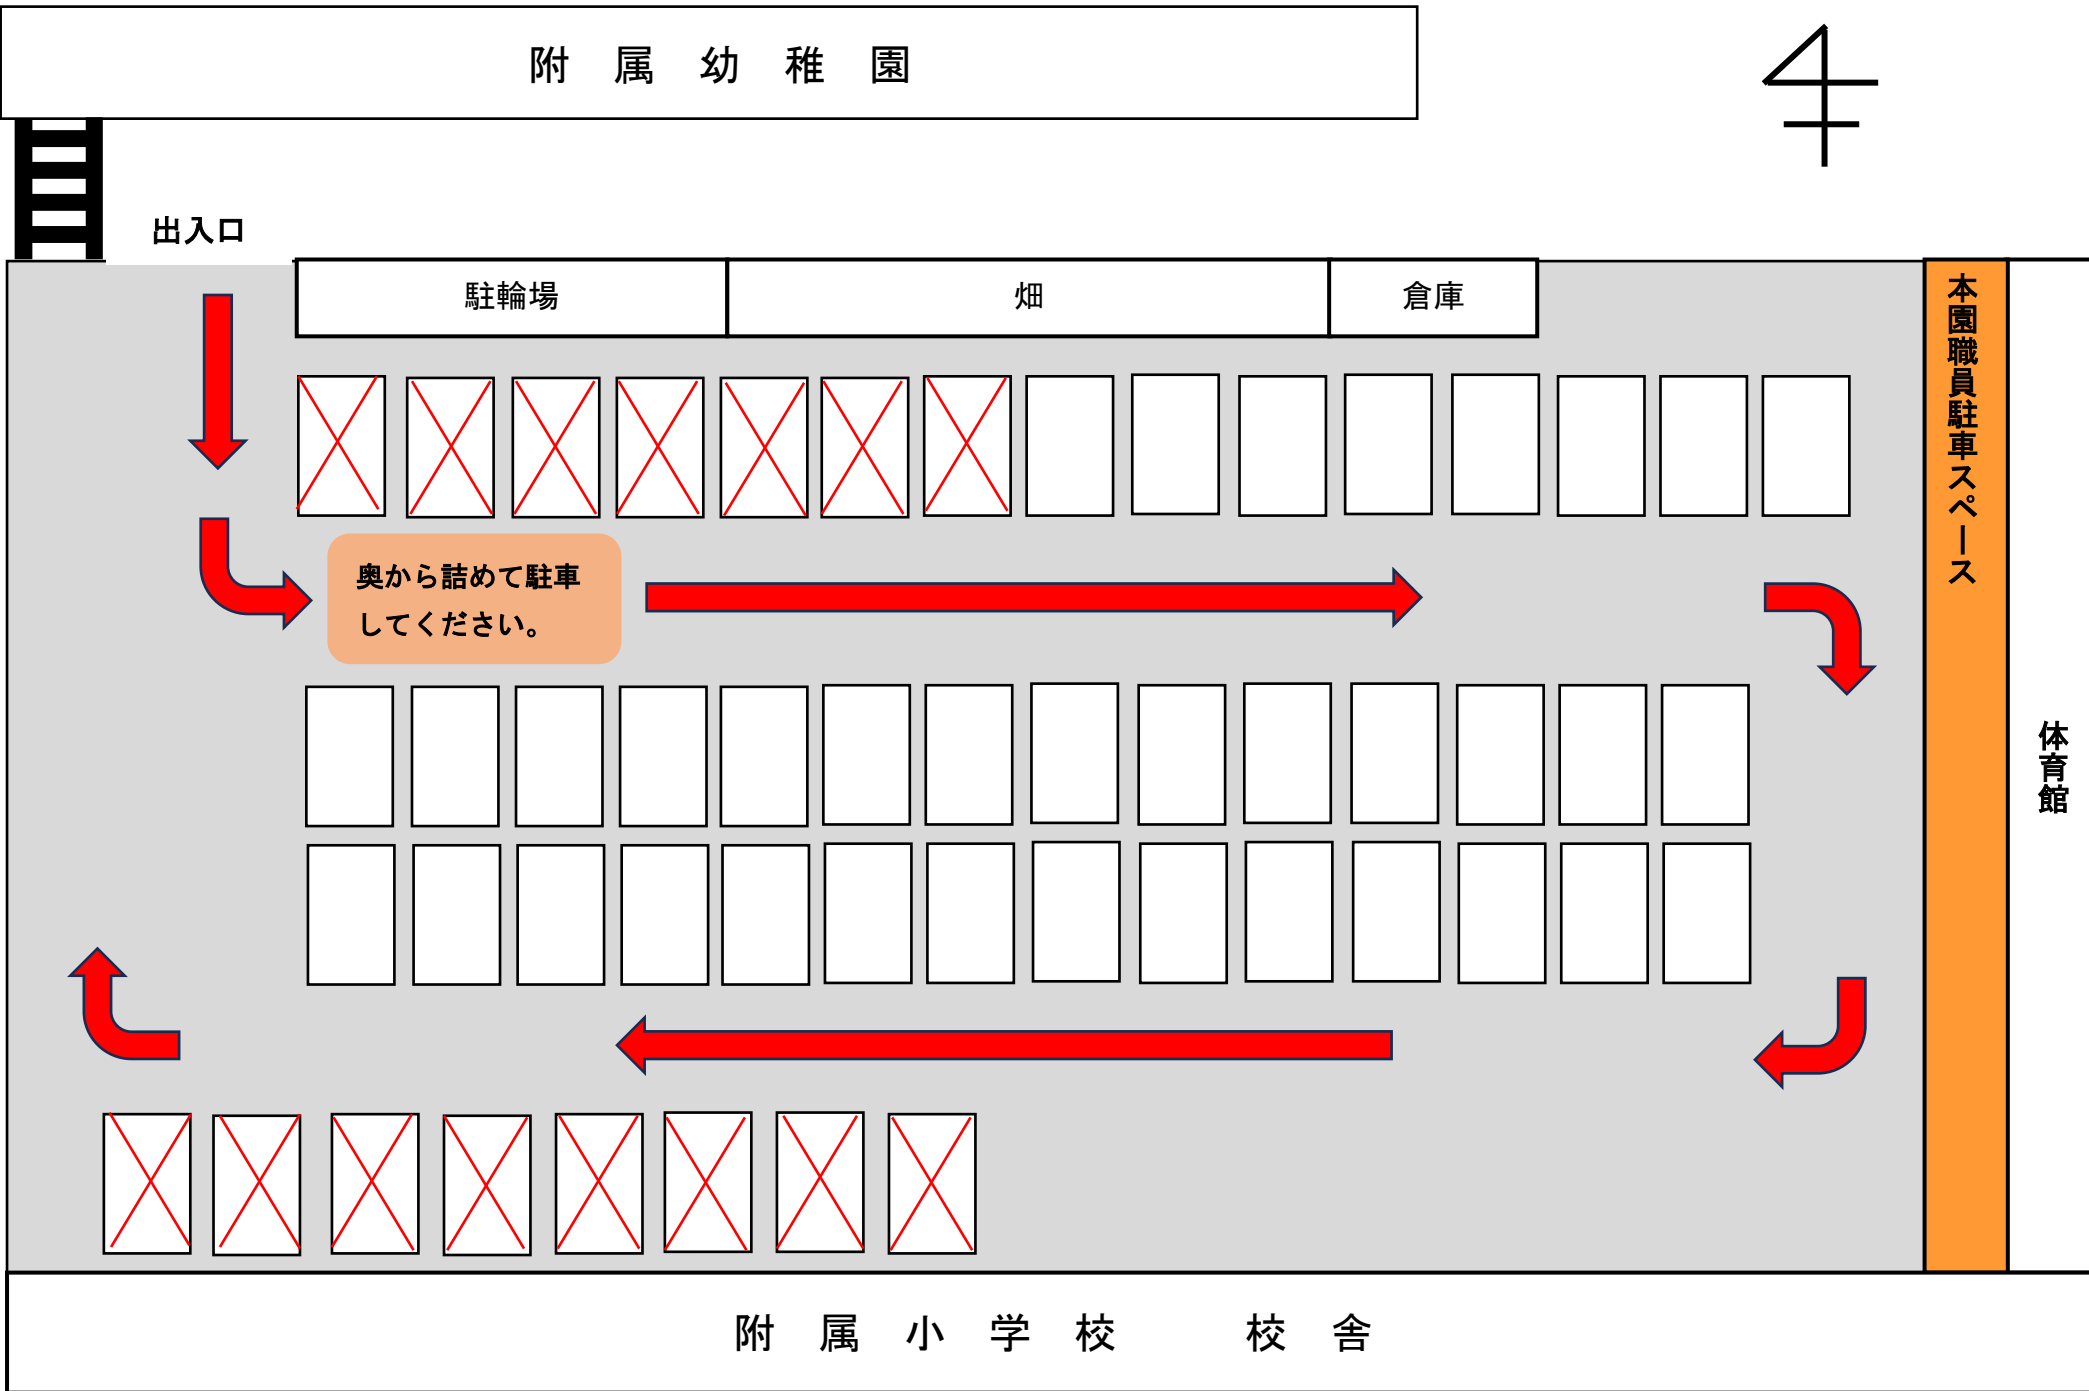 附属幼稚園
出入口
駐輪場
畑
倉庫
本園職員駐車スペース
奥から詰めて駐車
してください。
体育館
附属小学校　校舎